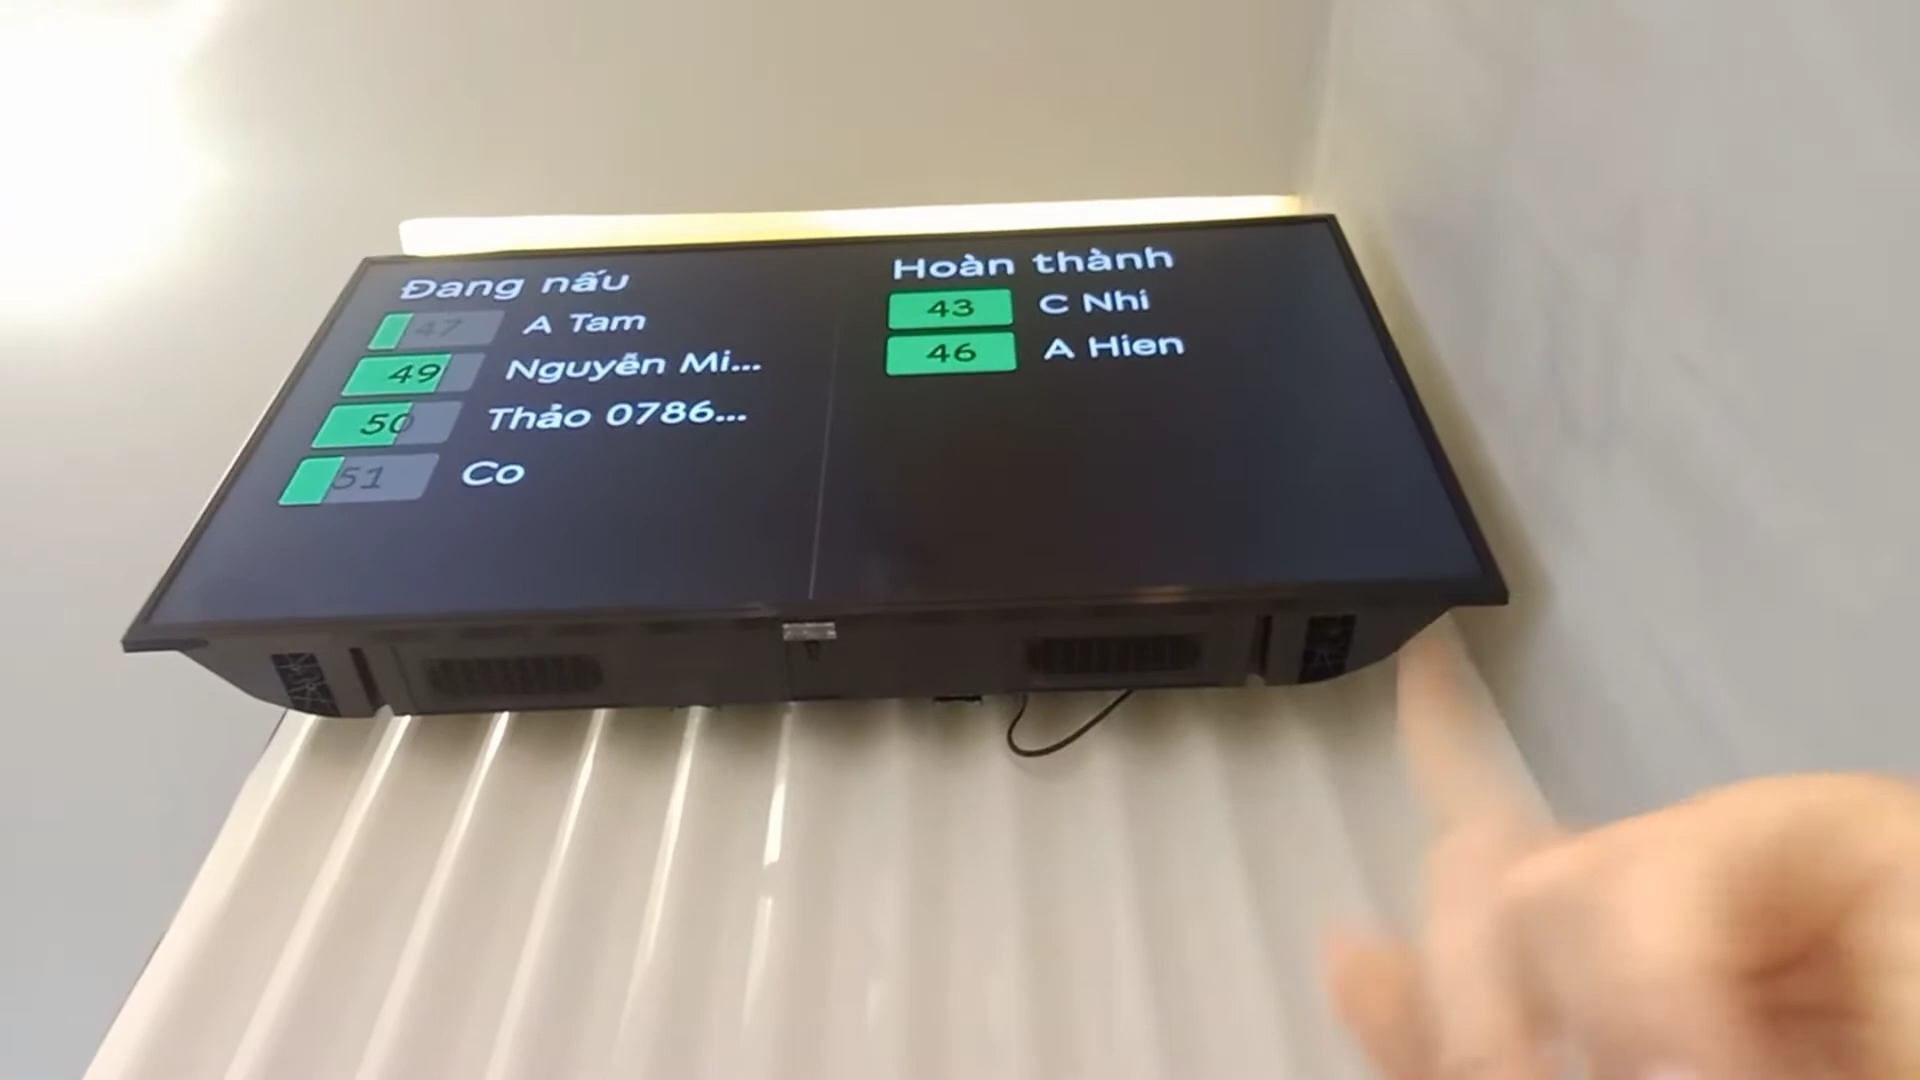 Đang nấu
47 A Tam
49 Nguyễn Mi...
50 Thảo 0786...
51 Co
Hoàn thành
43 C Nhi
46 A Hien